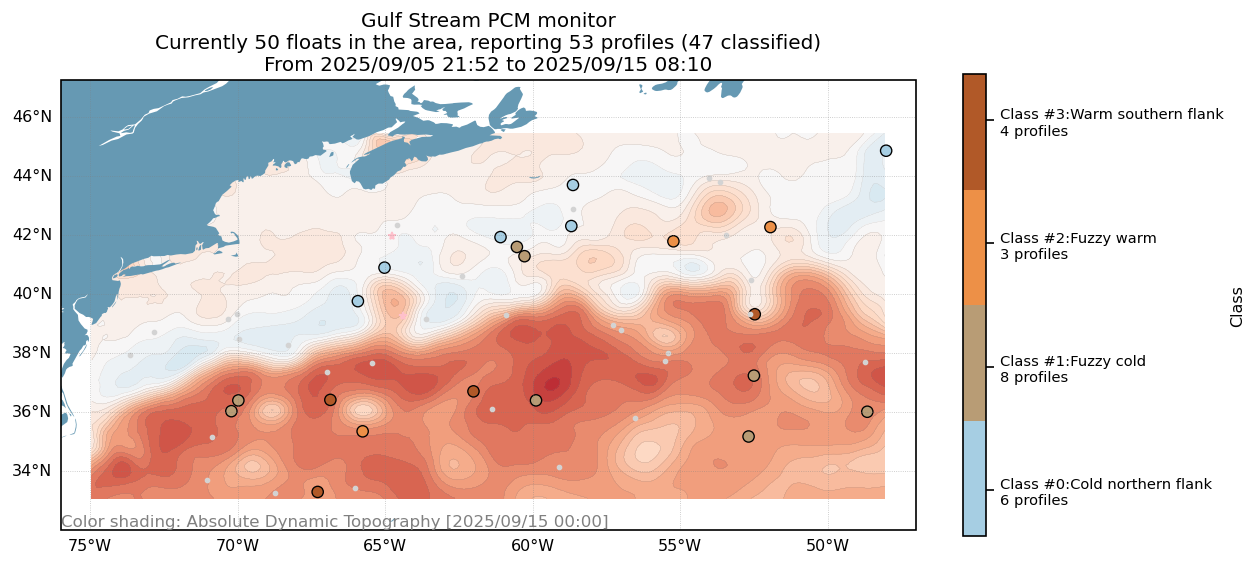 Gulf Stream PCM monitor
Currently 50 floats in the area, reporting 53 profiles (47 classified)
From 2025/09/05 21:52 to 2025/09/15 08:10
46°N
44°N
42°N
40°N
38°N
36°N
34°N
Color shading: Absolute Dynamic Topography [2025/09/15 00:00]
75°W
70°W
65°W
60°W
55°W
50°W
Class #3:Warm southern flank
4 profiles
Class #2:Fuzzy warm
3 profiles
Class #1:Fuzzy cold
8 profiles
Class #0:Cold northern flank
6 profiles
Class